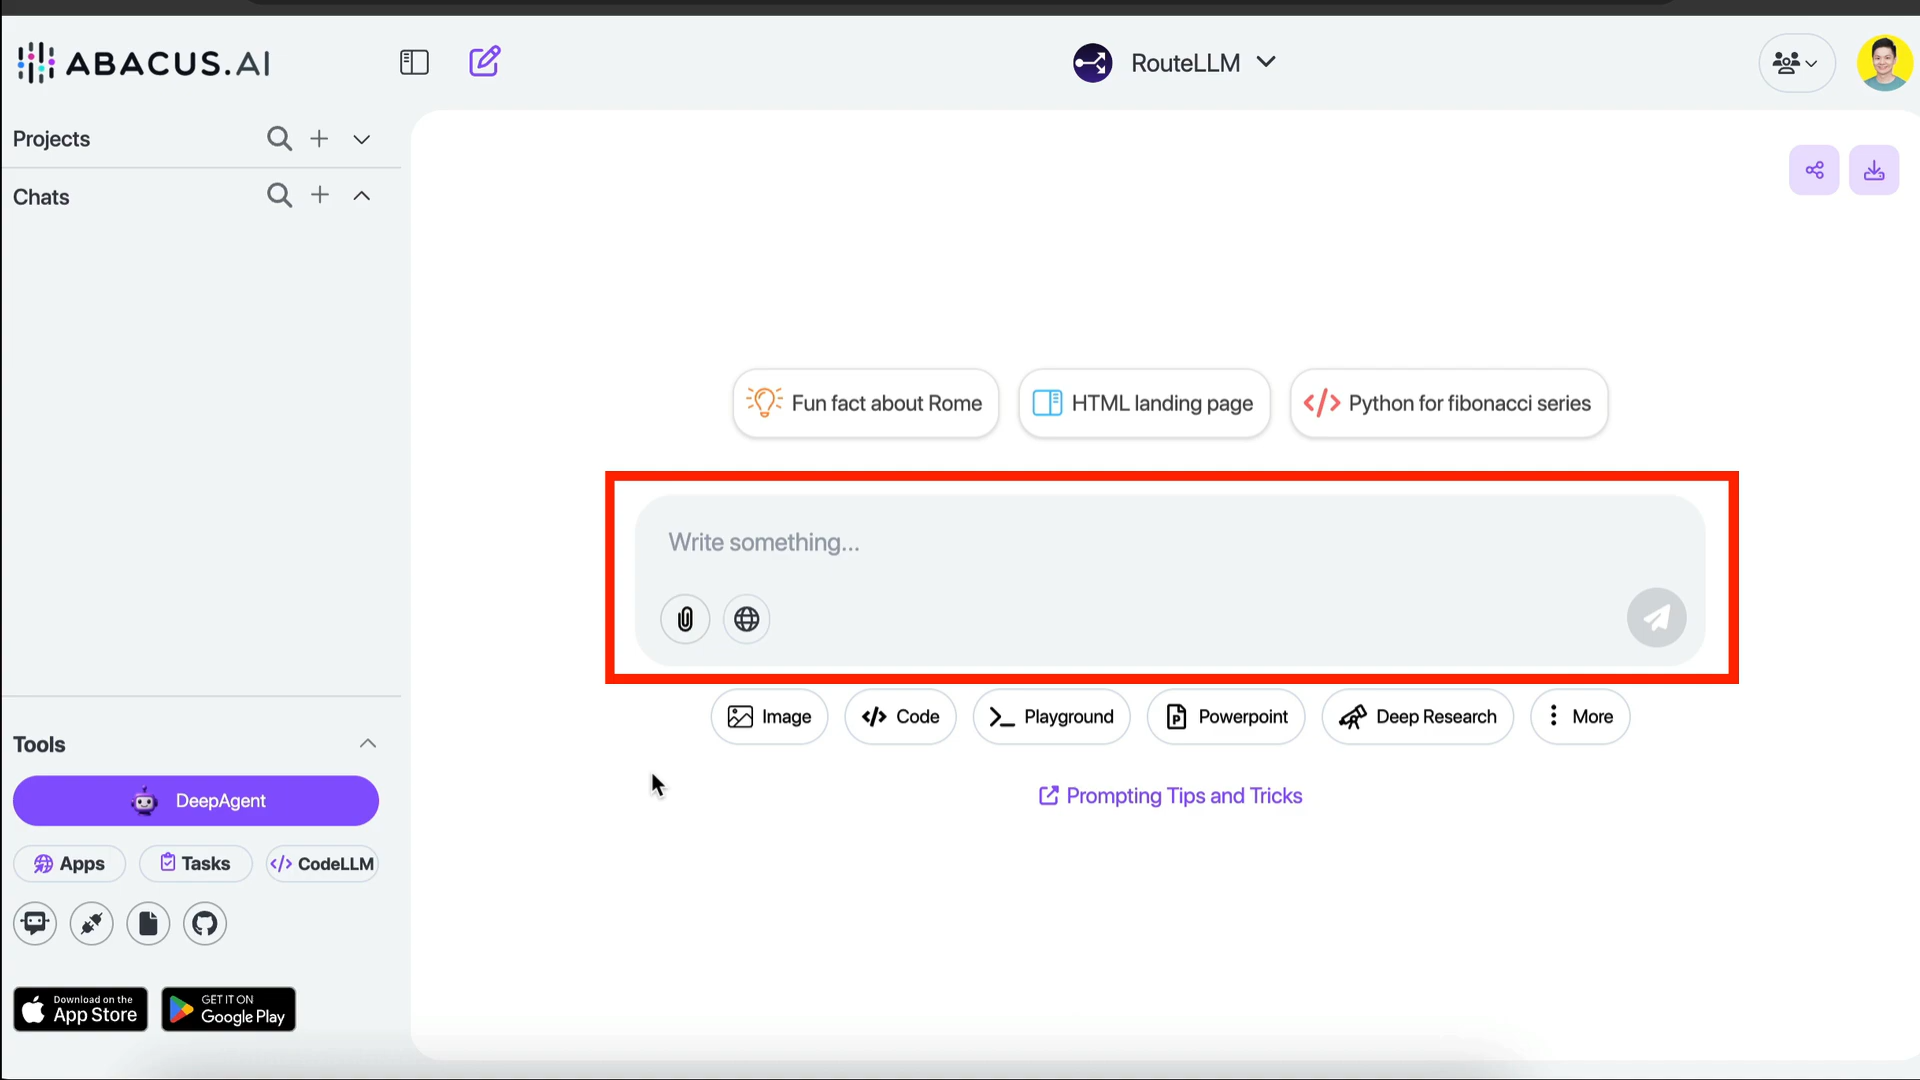 ABACUS.AI
RouteLLM
Projects
Chats
Fun fact about Rome
HTML landing page
Python for fibonacci series
Write something...
Image
Code
Playground
Powerpoint
Deep Research
More
Prompting Tips and Tricks
Tools
DeepAgent
Apps
Tasks
CodeLLM
Download on the
App Store
GET IT ON
Google Play